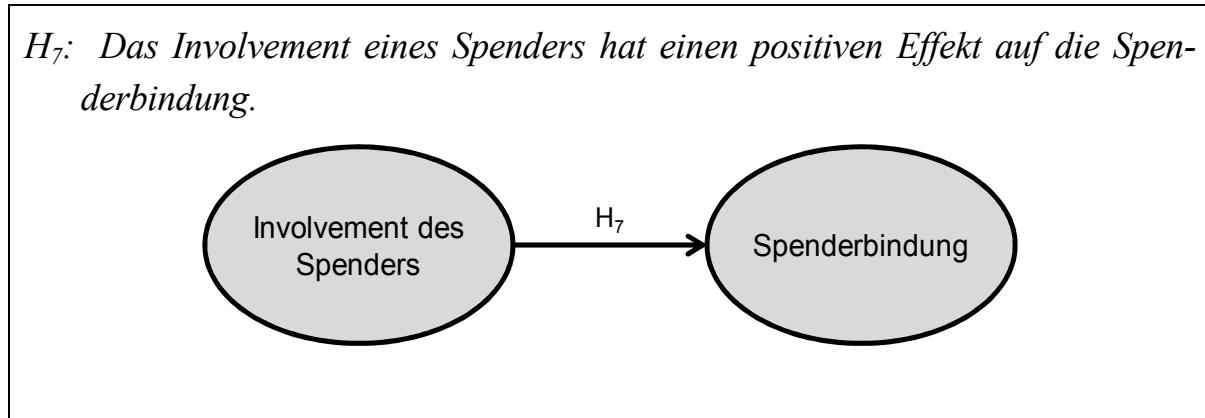 H₇: Das Involvement eines Spenders hat einen positiven Effekt auf die Spen-
derbindung.
H₇
Involvement des
Spenders
Spenderbindung